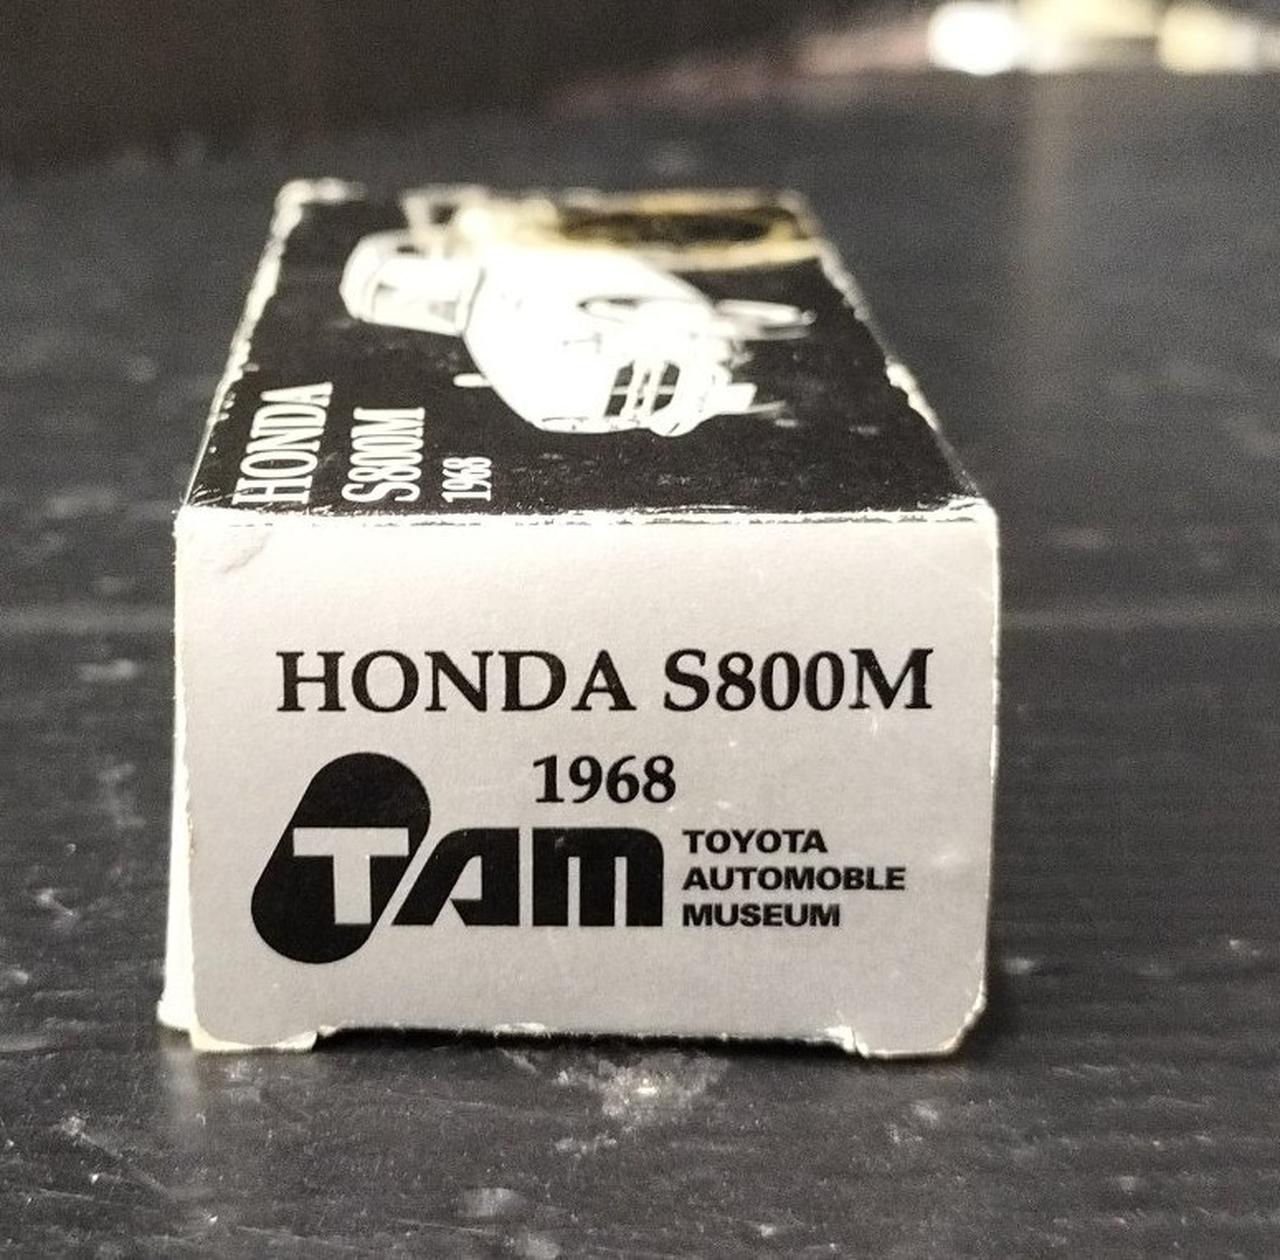 HONDA
S800M
1968
HONDA S800M
1968
TAM
TOYOTA
AUTOMOBLE
MUSEUM